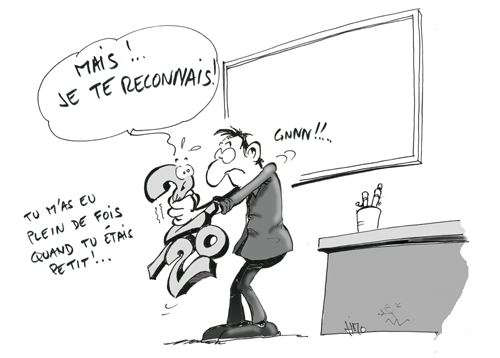 MAIS !...
JE TE RECONNAIS!
GNNN!!...
TU M'AS EU
PLEIN DE FOIS
QUAND TU ÉTAIS
PETIT!...
2/20